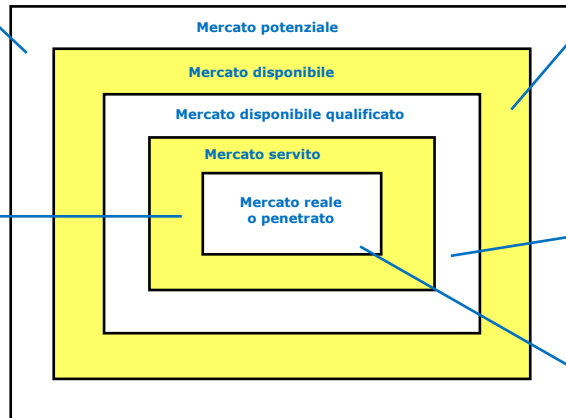 Mercato potenziale
Mercato disponibile
Mercato disponibile qualificato
Mercato servito
Mercato reale
o penetrato